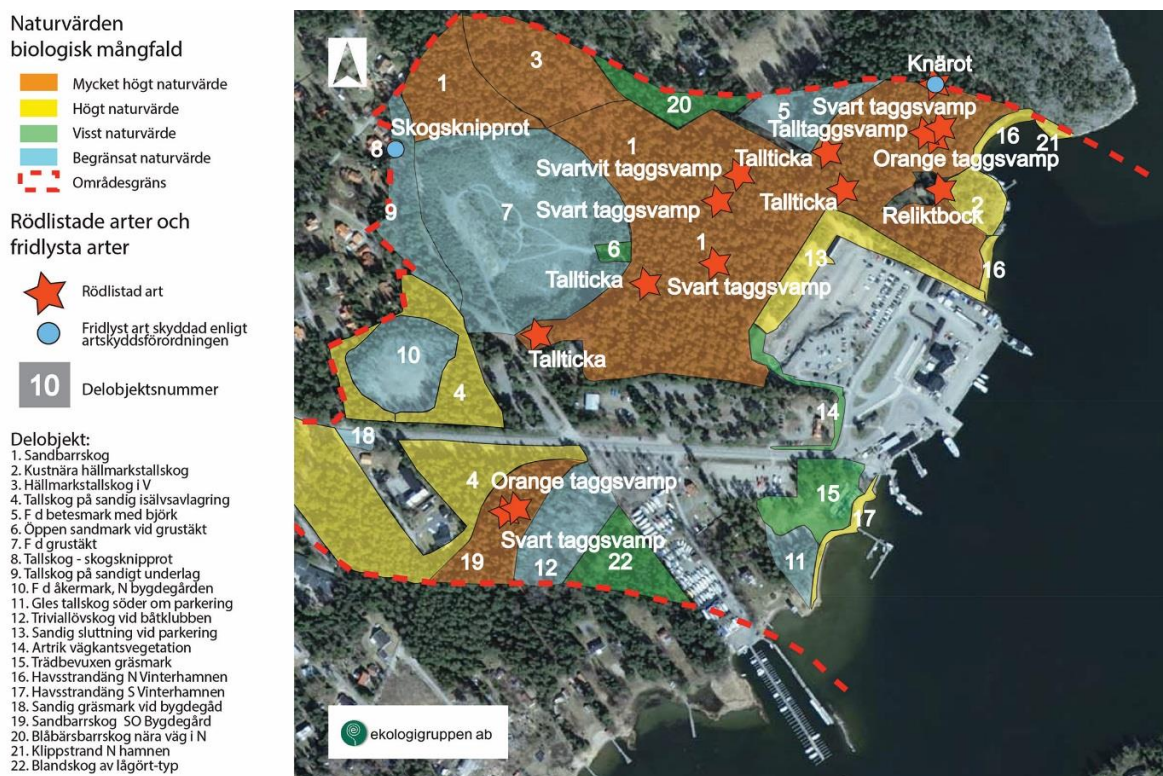 Naturvärden
biologisk mångfald
Mycket högt naturvärde
Högt naturvärde
Visst naturvärde
Begränsat naturvärde
Områdesgräns
Rödlistade arter och
fridlysta arter
Rödlistad art
Fridlyst art skyddad enligt
artskyddsförordningen
10
Delobjektsnummer
Delobjekt:
1. Sandbarrskog
2. Kustnära hällmarkstallskog
3. Hällmarkstallskog i V
4. Tallskog på sandig isälvsavlagring
5. F d betesmark med björk
6. Öppen sandmark vid grustäkt
7. F d grustäkt
8. Tallskog - skogsknipprot
9. Tallskog på sandigt underlag
10. F d åkermark, N bygdegården
11. Gles tallskog söder om parkering
12. Triviallövskog vid båtklubben
13. Sandig sluttning vid parkering
14. Artrik vägkantsvegetation
15. Trädbevuxen gräsmark
16. Havsstrandäng N Vinterhamnen
17. Havsstrandäng S Vinterhamnen
18. Sandig gräsmark vid bygdegåd
19. Sandbarrskog SO Bygdegård
20. Blåbärsbarrskog nära väg i N
21. Klippstrand N hamnen
22. Blandskog av lågört-typ
3
1
20
5
Knärot
Svart taggsvamp
Talltaggsvamp
16
21
Orange taggsvamp
Skogsknipprot
8
1
Tallticka
Svartvit taggsvamp
Svart taggsvamp
Tallticka
Reliktbock
2
9
7
6
1
13
16
Tallticka
Svart taggsvamp
Tallticka
10
4
14
18
4
Orange taggsvamp
Svart taggsvamp
15
17
19
12
22
11
ekologigruppen ab